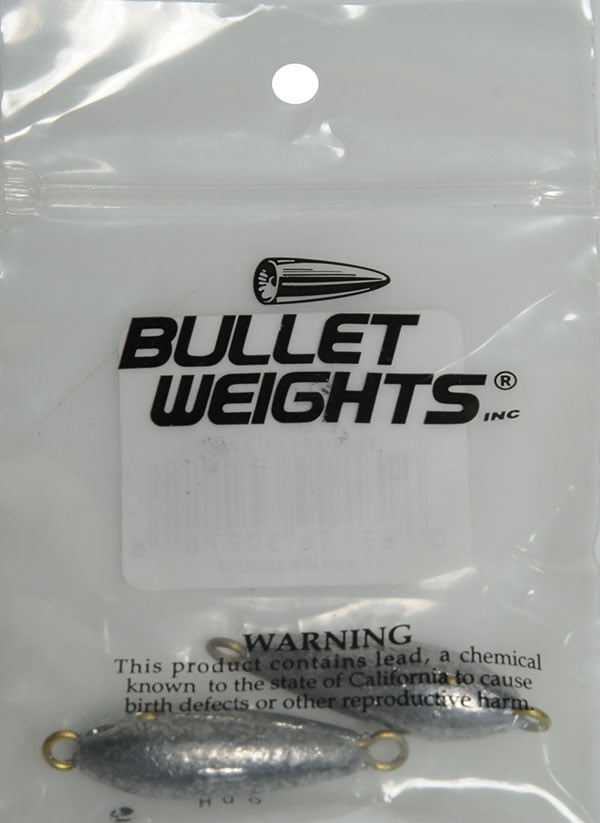 BULLET
WEIGHTS®
INC
WARNING
This product contains lead, a chemical
known to the state of California to cause
birth defects or other reproductive harm.